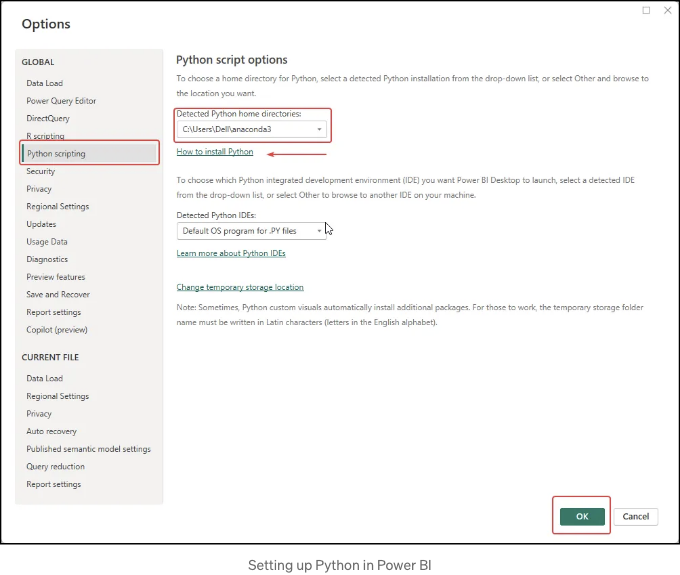 Options
GLOBAL
Data Load
Power Query Editor
DirectQuery
R scripting
Python scripting
Security
Privacy
Regional Settings
Updates
Usage Data
Diagnostics
Preview features
Save and Recover
Report settings
Copilot (preview)
CURRENT FILE
Data Load
Regional Settings
Privacy
Auto recovery
Published semantic model settings
Query reduction
Report settings
Python script options
To choose a home directory for Python, select a detected Python installation from the drop-down list, or select Other and browse to
the location you want.
Detected Python home directories:
C:\Users\Dell\anaconda3
How to install Python
To choose which Python integrated development environment (IDE) you want Power BI Desktop to launch, select a detected IDE
from the drop-down list, or select Other to browse to another IDE on your machine.
Detected Python IDEs:
Default OS program for .PY files
Learn more about Python IDEs
Change temporary storage location
Note: Sometimes, Python custom visuals automatically install additional packages. For those to work, the temporary storage folder
name must be written in Latin characters (letters in the English alphabet).
OK
Cancel
Setting up Python in Power BI